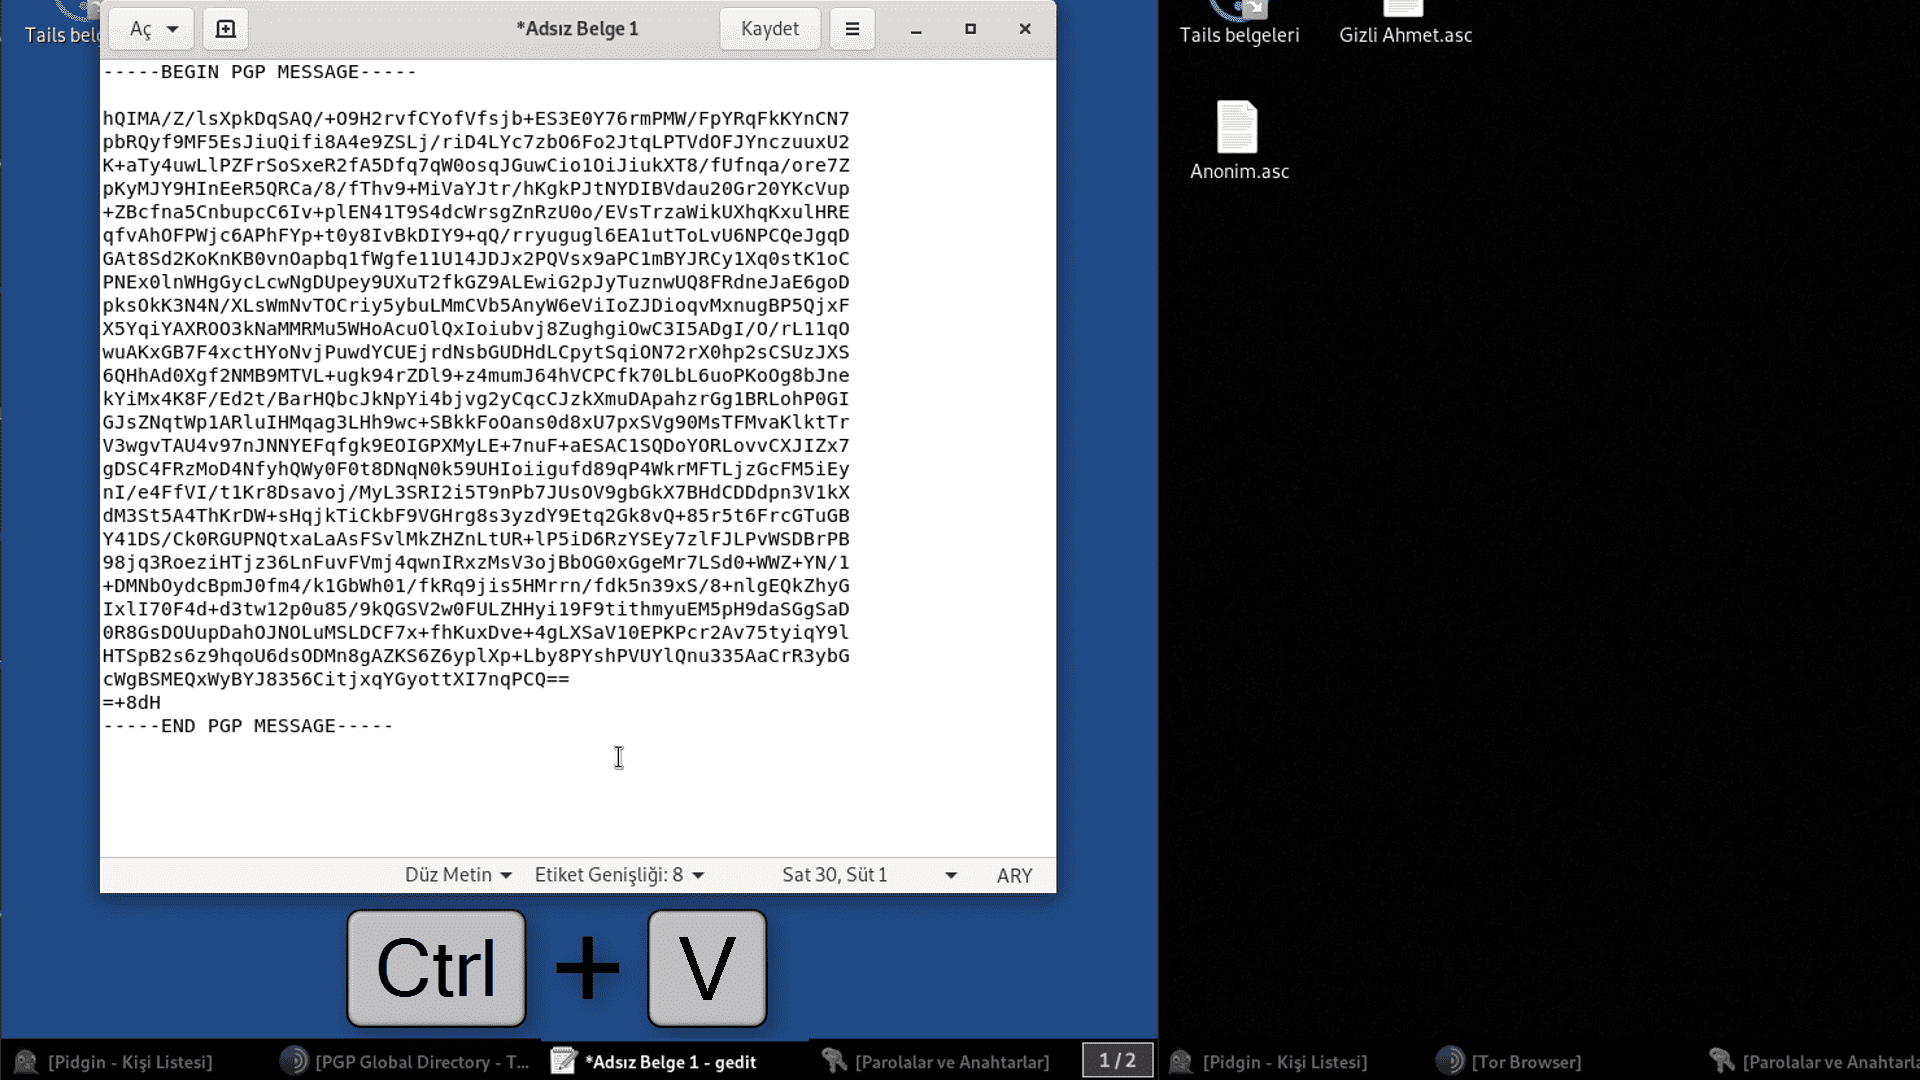 Tails belg
Aç
*Adsız Belge 1
Kaydet
-----BEGIN PGP MESSAGE-----
hQIMA/Z/lsXpkDqSAQ/+O9H2rvfCYofVfsjb+ES3E0Y76rmPMW/FpYRqFkKYnCN7
pbRQyf9MF5EsJiuQifi8A4e9ZSLj/riD4LYc7zbO6Fo2JtqLPTVdOFJYnczuuxU2
K+aTy4uwLlPZFrSoSxeR2fA5Dfq7qW0osqJGuwCio1OiJiukXT8/fUfnqa/ore7Z
pKyMJY9HInEeR5QRCa/8/fThv9+MiVaYJtr/hKgkPJtNYDIBVdau20Gr20YKcVup
+ZBcfna5CnbupcC6Iv+plEN41T9S4dcWrsgZnRzU0o/EVsTrzaWikUXhqKxulHRE
qfvAhOFPWjc6APhFYp+t0y8IvBkDIY9+qQ/rryugugl6EA1utToLvU6NPCQeJgqD
GAt8Sd2KoKnKB0vnOapbq1fWgfe11U14JDJx2PQVsx9aPC1mBYJRCy1Xq0stK1oC
PNEx0lnWHgGycLcwNgDUpey9UXuT2fkGZ9ALEwiG2pJyTuznwUQ8FRdneJaE6goD
pksOkK3N4N/XLsWmNvTOCriy5ybuLMmCVb5AnyW6eViIoZJDioqvMxnugBP5QjxF
X5YqiYAXROO3kNaMMRMu5WHoAcuOlQxIoiubvj8ZughgiOwC3I5ADgI/O/rL11qO
wuAKxGB7F4xctHYoNvjPuwdYCUEjrdNsbGUDHdLCpytSqiON72rX0hp2sCSUzJXS
6QHhAd0Xgf2NMB9MTVL+ugk94rZDl9+z4mumJ64hVCPCfk70LbL6uoPKoOg8bJne
kYiMx4K8F/Ed2t/BarHQbcJkNpYi4bjvg2yCqcCJzkXmuDApahzrGg1BRLohP0GI
GJsZNqtWp1ARluIHMqag3LHh9wc+SBkkFoOans0d8xU7pxSVg90MsTFMvaKlktTr
V3wgvTAU4v97nJNNYEFqfgk9EOIGPXMyLE+7nuF+aESAC1SQDoYORLovvCXJIZx7
gDSC4FRzMoD4NfyhQWy0F0t8DNqN0k59UHIoiigufd89qP4WkrMFTLjzGcFM5iEy
nI/e4FfVI/t1Kr8Dsavoj/MyL3SRI2i5T9nPb7JUsOV9gbGkX7BHdCDDdpn3V1kX
dM3St5A4ThKrDW+sHqjkTiCkbF9VGHrg8s3yzdY9Etq2Gk8vQ+85r5t6FrcGTuGB
Y41DS/Ck0RGUPNQtxaLaAsFSvlMkZHZnLtUR+lP5iD6RzYSEy7zlFJLPvWSDBrPB
98jq3RoeziHTjz36LnFuvFVmj4qwnIRxzMsV3ojBbOG0xGgeMr7LSd0+WWZ+YN/1
+DMNbOydcBpmJ0fm4/k1GbWh01/fkRq9jis5HMrrn/fdk5n39xS/8+nlgEQkZhyG
IxlI70F4d+d3tw12p0u85/9kQGSV2w0FULZHHyi19F9tithmyuEM5pH9daSGgSaD
0R8GsDOUupDahOJNOLuMSLDCF7x+fhKuxDve+4gLXSaV10EPKPcr2Av75tyiqY9l
HTSpB2s6z9hqoU6dsODMn8gAZKS6Z6yplXp+Lby8PYshPVUYlQnu335AaCrR3ybG
cWgBSMEQxWyBYJ8356CitjxqYGyottXI7nqPCQ==
=+8dH
-----END PGP MESSAGE-----
Düz Metin
Etiket Genişliği: 8
Sat 30, Süt 1
ARY
Ctrl + V
[Pidgin - Kişi Listesi]
[PGP Global Directory - T...
*Adsız Belge 1 - gedit
[Parolalar ve Anahtarlar]
1 / 2
Tails belgeleri
Gizli Ahmet.asc
Anonim.asc
[Pidgin - Kişi Listesi]
[Tor Browser]
[Parolalar ve Anahtarla